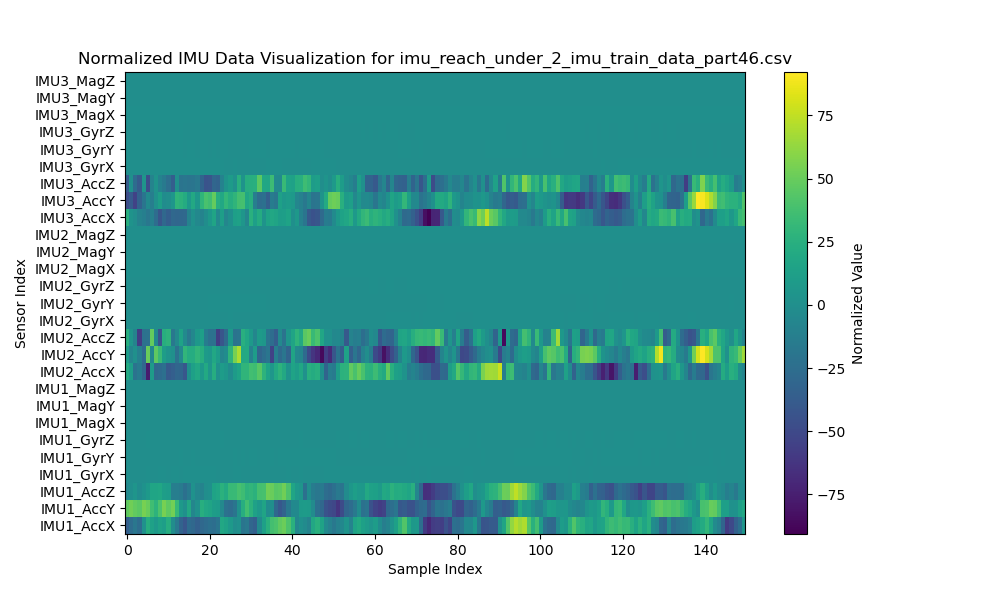 Normalized IMU Data Visualization for imu_reach_under_2_imu_train_data_part46.csv
IMU3_MagZ
IMU3_MagY
IMU3_MagX
IMU3_GyrZ
IMU3_GyrY
IMU3_GyrX
IMU3_AccZ
IMU3_AccY
IMU3_AccX
IMU2_MagZ
IMU2_MagY
IMU2_MagX
IMU2_GyrZ
IMU2_GyrY
IMU2_GyrX
IMU2_AccZ
IMU2_AccY
IMU2_AccX
IMU1_MagZ
IMU1_MagY
IMU1_MagX
IMU1_GyrZ
IMU1_GyrY
IMU1_GyrX
IMU1_AccZ
IMU1_AccY
IMU1_AccX
Sensor Index
0 20 40 60 80 100 120 140
Sample Index
75
50
25
0
−25
−50
−75
Normalized Value